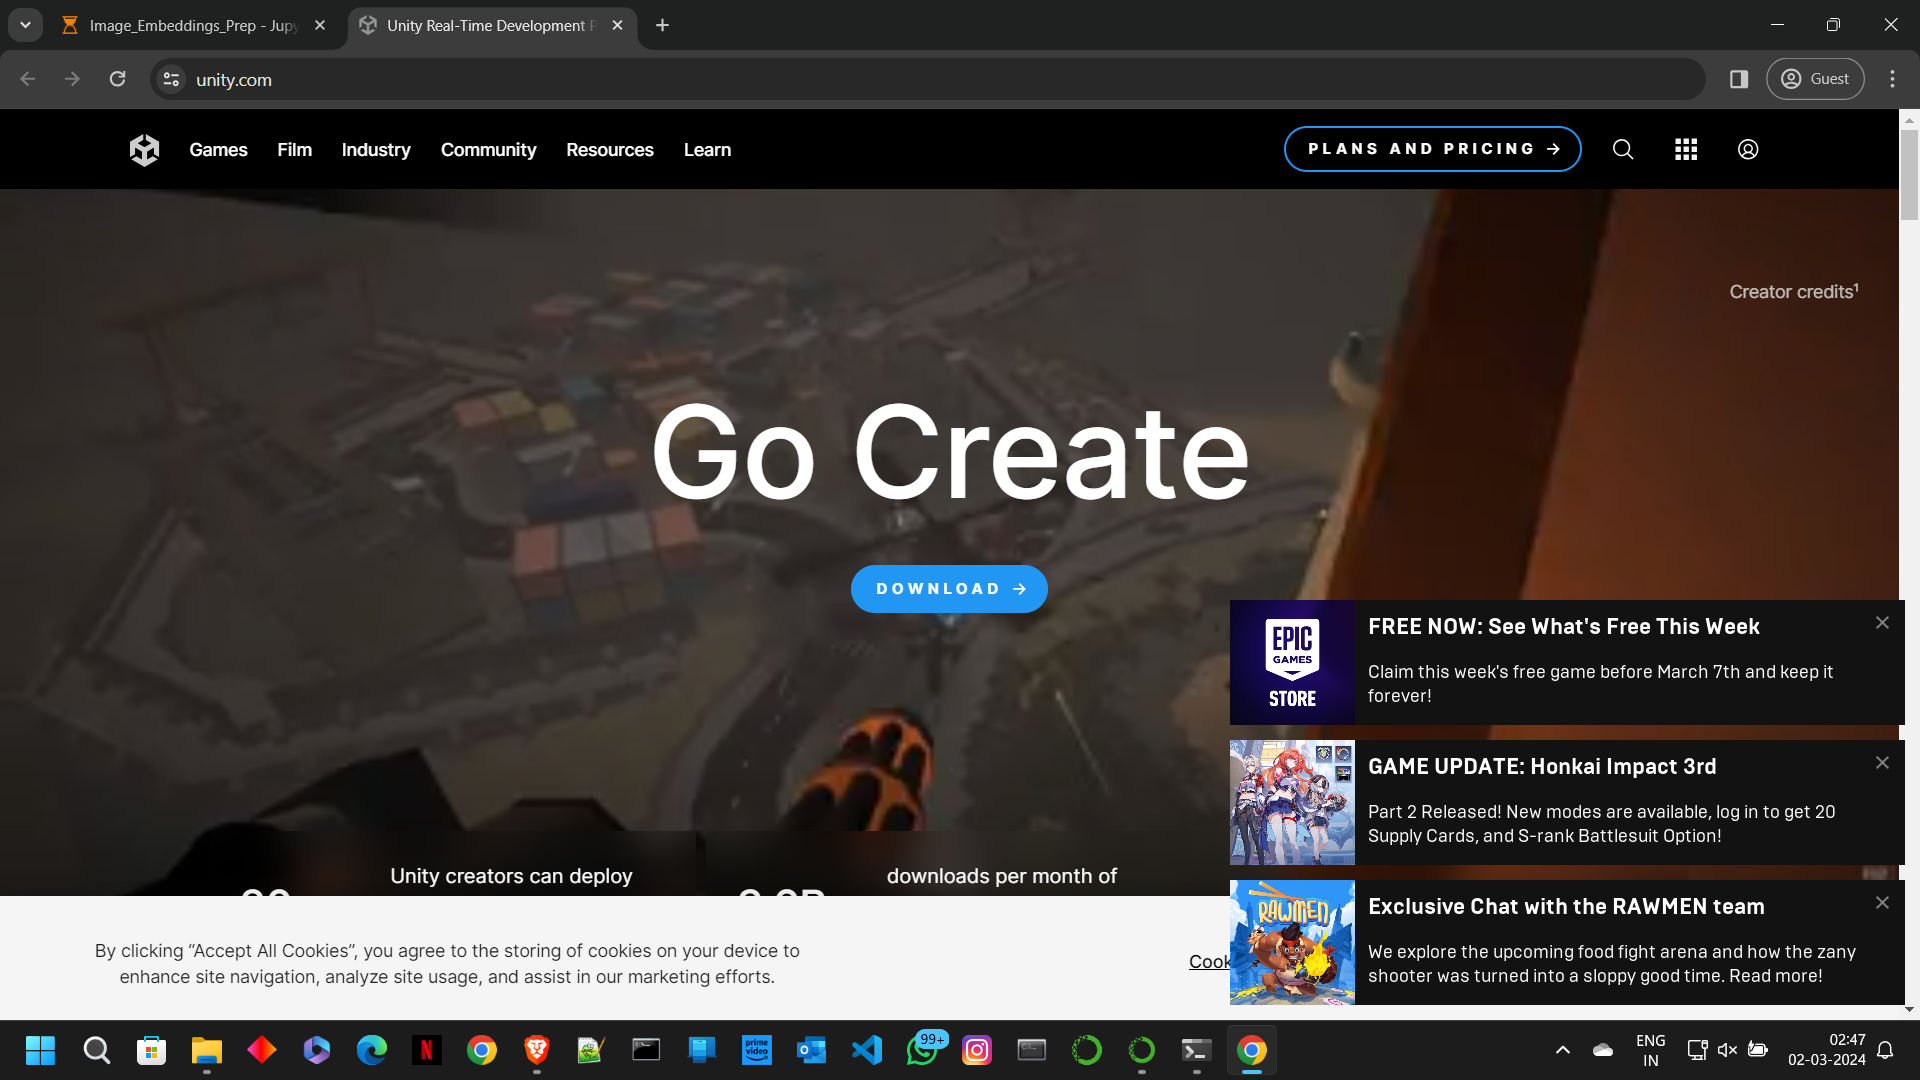 Image_Embeddings_Prep - Jupy
Unity Real-Time Development P
unity.com
Guest
Games
Film
Industry
Community
Resources
Learn
PLANS AND PRICING →
Creator credits¹
Go Create
DOWNLOAD →
Unity creators can deploy
downloads per month of
EPIC
GAMES
STORE
FREE NOW: See What's Free This Week
Claim this week's free game before March 7th and keep it
forever!
GAME UPDATE: Honkai Impact 3rd
Part 2 Released! New modes are available, log in to get 20
Supply Cards, and S-rank Battlesuit Option!
RAWMEN
Exclusive Chat with the RAWMEN team
We explore the upcoming food fight arena and how the zany
shooter was turned into a sloppy good time. Read more!
By clicking “Accept All Cookies”, you agree to the storing of cookies on your device to
enhance site navigation, analyze site usage, and assist in our marketing efforts.
Cook
N
prime
video
99+
ENG
IN
02:47
02-03-2024